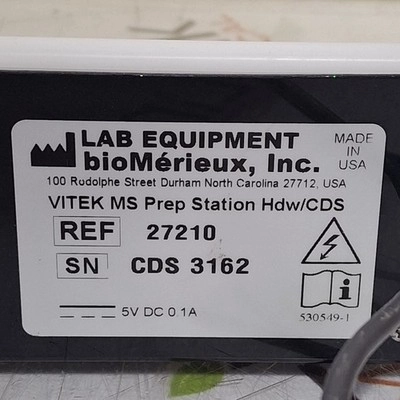 LAB EQUIPMENT
bioMérieux, Inc.
MADE
IN
USA
100 Rodolphe Street Durham North Carolina 27712, USA
VITEK MS Prep Station Hdw/CDS
REF 27210
SN CDS 3162
5V DC 0.1A
530549-1